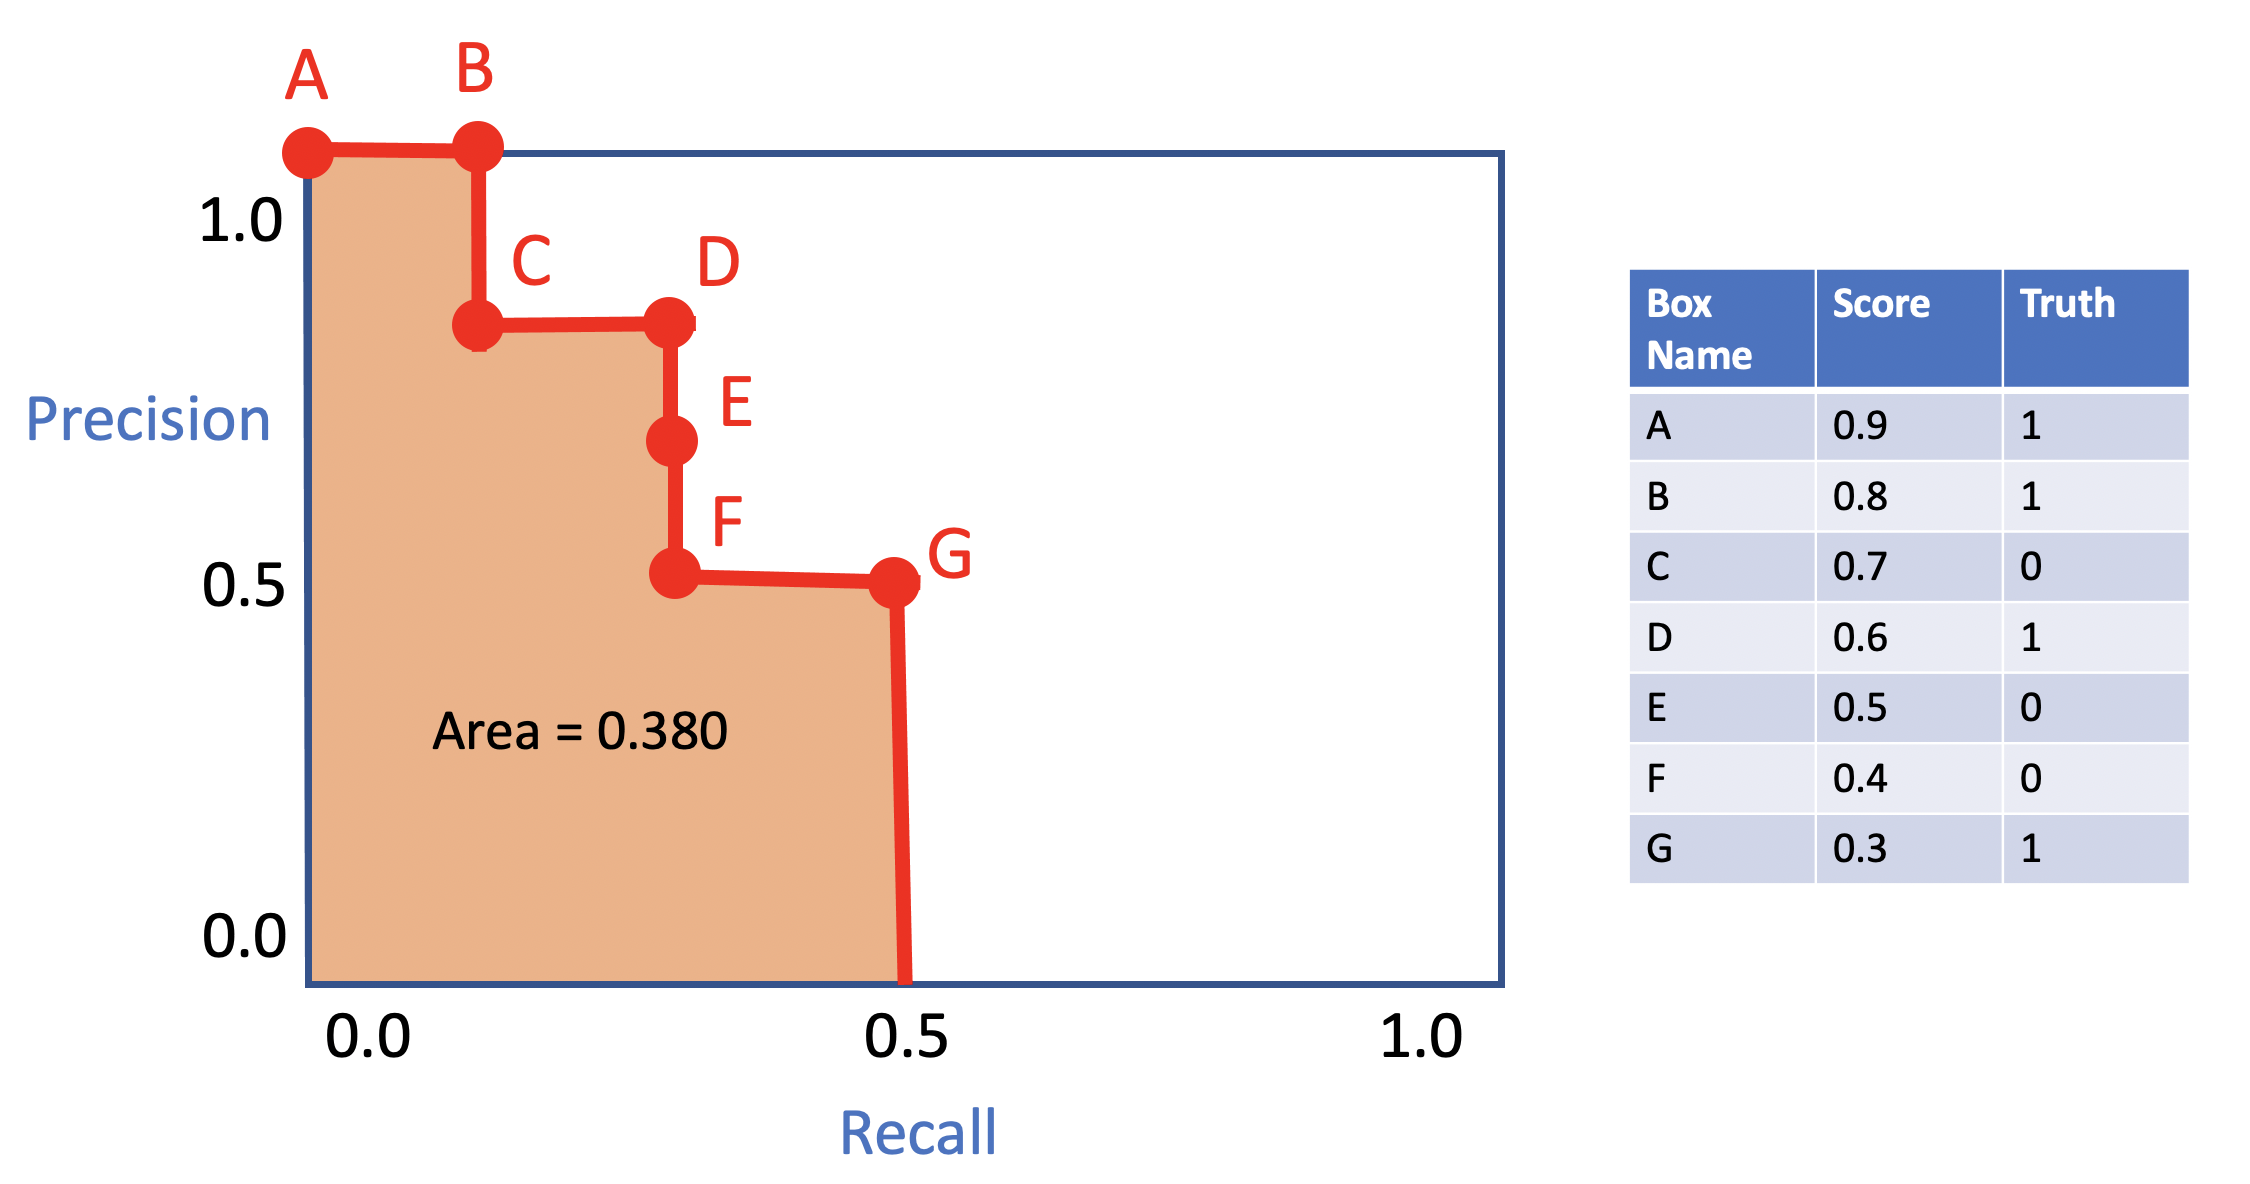 A
B
1.0
C
D
Precision
E
F
0.5
G
Area = 0.380
0.0
0.0 0.5 1.0
Recall
Box Name Score Truth
A 0.9 1
B 0.8 1
C 0.7 0
D 0.6 1
E 0.5 0
F 0.4 0
G 0.3 1